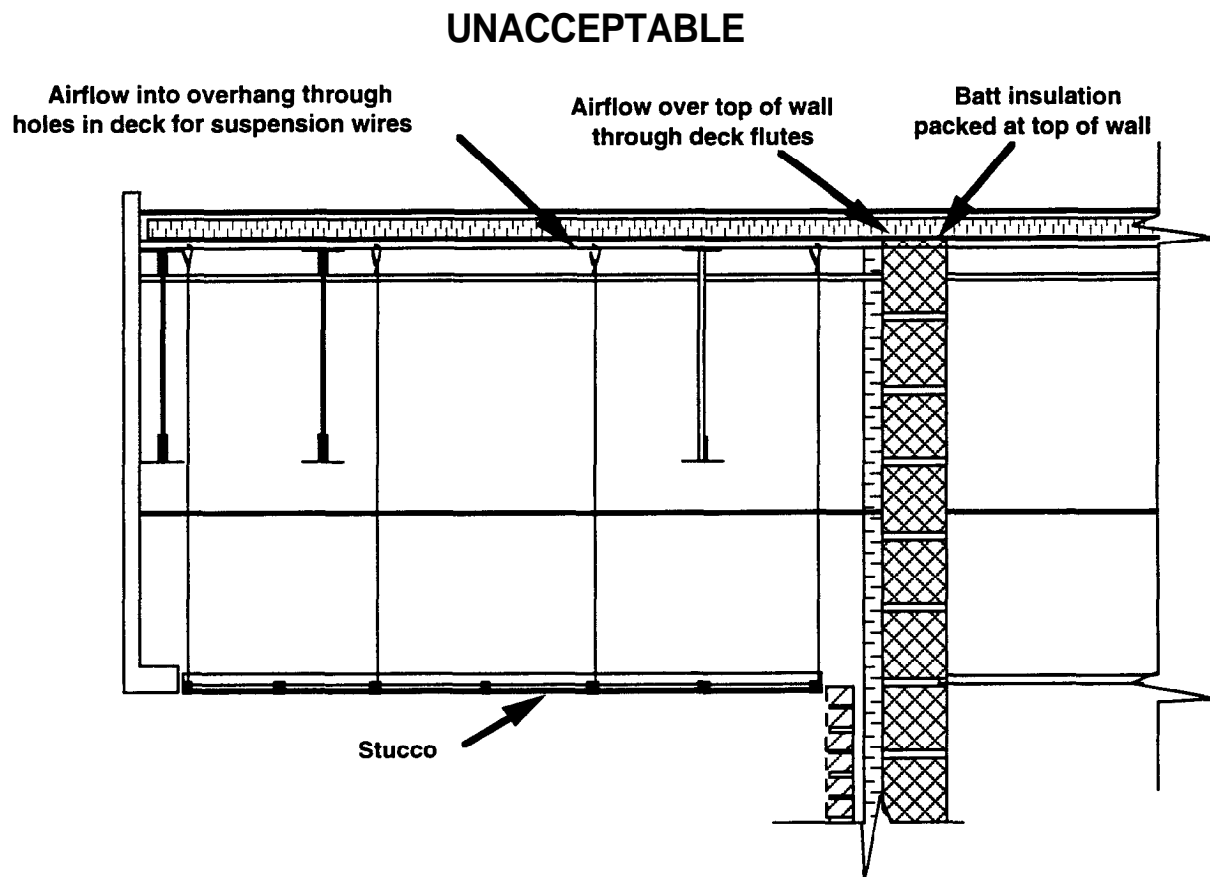 UNACCEPTABLE
Airflow into overhang through
holes in deck for suspension wires
Airflow over top of wall
through deck flutes
Batt insulation
packed at top of wall
Stucco